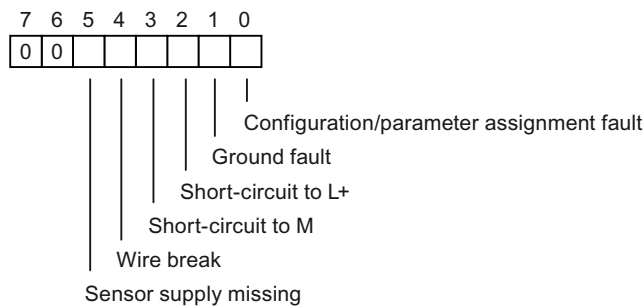 7 6 5 4 3 2 1 0
0 0
Configuration/parameter assignment fault
Ground fault
Short-circuit to L+
Short-circuit to M
Wire break
Sensor supply missing